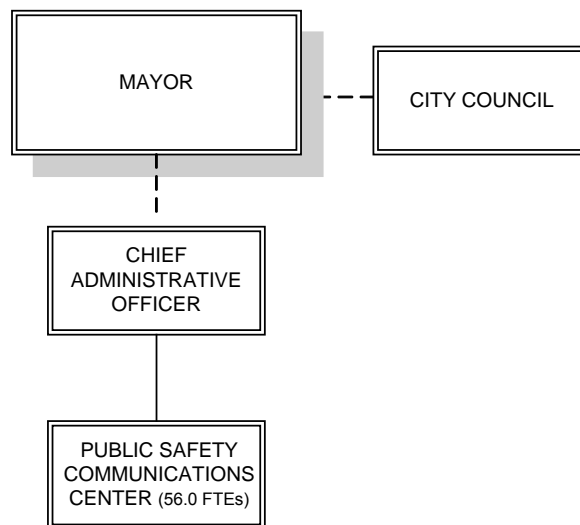 MAYOR
CITY COUNCIL
CHIEF
ADMINISTRATIVE
OFFICER
PUBLIC SAFETY
COMMUNICATIONS
CENTER (56.0 FTEs)